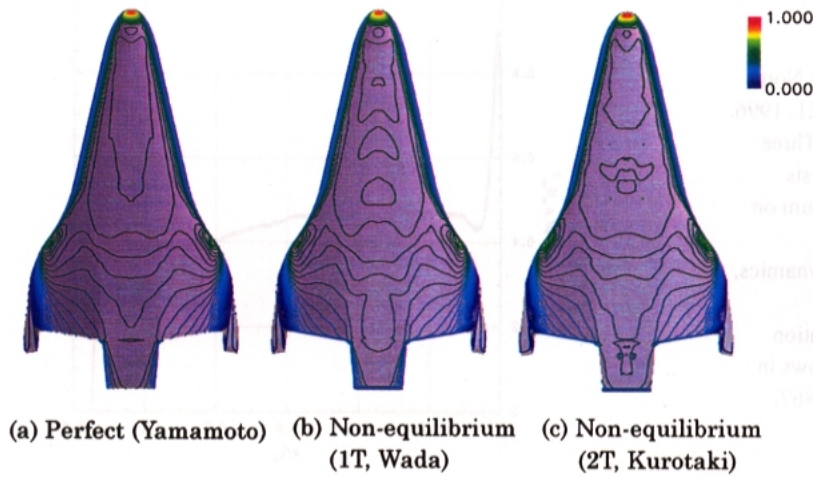 1.000
0.000
(a) Perfect (Yamamoto)
(b) Non-equilibrium
(1T, Wada)
(c) Non-equilibrium
(2T, Kurotaki)